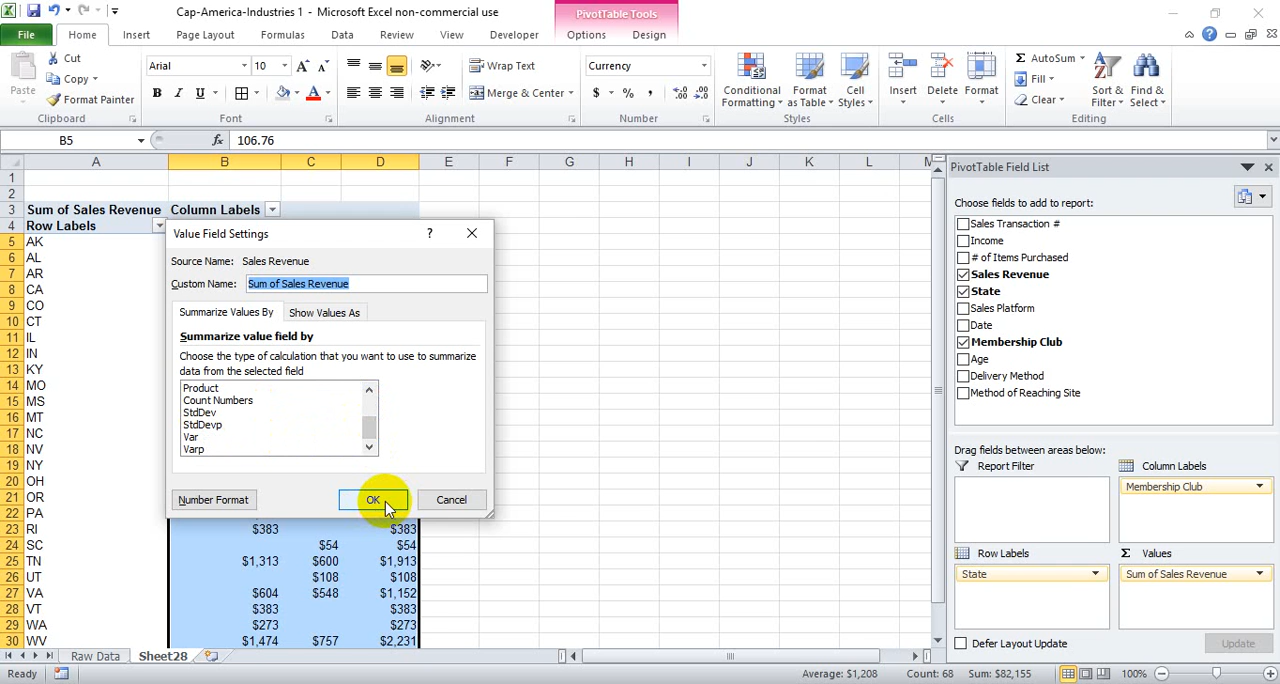 Cap-America-Industries 1 - Microsoft Excel non-commercial use
PivotTable Tools
File Home Insert Page Layout Formulas Data Review View Developer Options Design
Paste
Cut
Copy
Format Painter
Clipboard
Arial 10
B I U
Font
Wrap Text
Merge & Center
Alignment
Currency
$ % ,
Number
Conditional Formatting
Format as Table
Cell Styles
Styles
Insert Delete Format
Cells
Σ AutoSum
Fill
Clear
Sort & Filter
Find & Select
Editing
B5 fx 106.76
A B C D E F G H I J K L M
1
2
3 Sum of Sales Revenue Column Labels
4 Row Labels
5 AK
6 AL
7 AR
8 CA
9 CO
10 CT
11 IL
12 IN
13 KY
14 MO
15 MS
16 MT
17 NC
18 NV
19 NY
20 OH
21 OR
22 PA
23 RI $383 $383
24 SC $54 $54
25 TN $1,313 $600 $1,913
26 UT $108 $108
27 VA $604 $548 $1,152
28 VT $383 $383
29 WA $273 $273
30 WV $1,474 $757 $2,231
Value Field Settings
Source Name: Sales Revenue
Custom Name: Sum of Sales Revenue
Summarize Values By Show Values As
Summarize value field by
Choose the type of calculation that you want to use to summarize
data from the selected field
Product
Count Numbers
StdDev
StdDevp
Var
Varp
Number Format OK Cancel
PivotTable Field List
Choose fields to add to report:
Sales Transaction #
Income
# of Items Purchased
Sales Revenue
State
Sales Platform
Date
Membership Club
Age
Delivery Method
Method of Reaching Site
Drag fields between areas below:
Report Filter Column Labels
Membership Club
Row Labels Σ Values
State Sum of Sales Revenue
Defer Layout Update Update
Raw Data Sheet28
Ready Average: $1,208 Count: 68 Sum: $82,155 100%